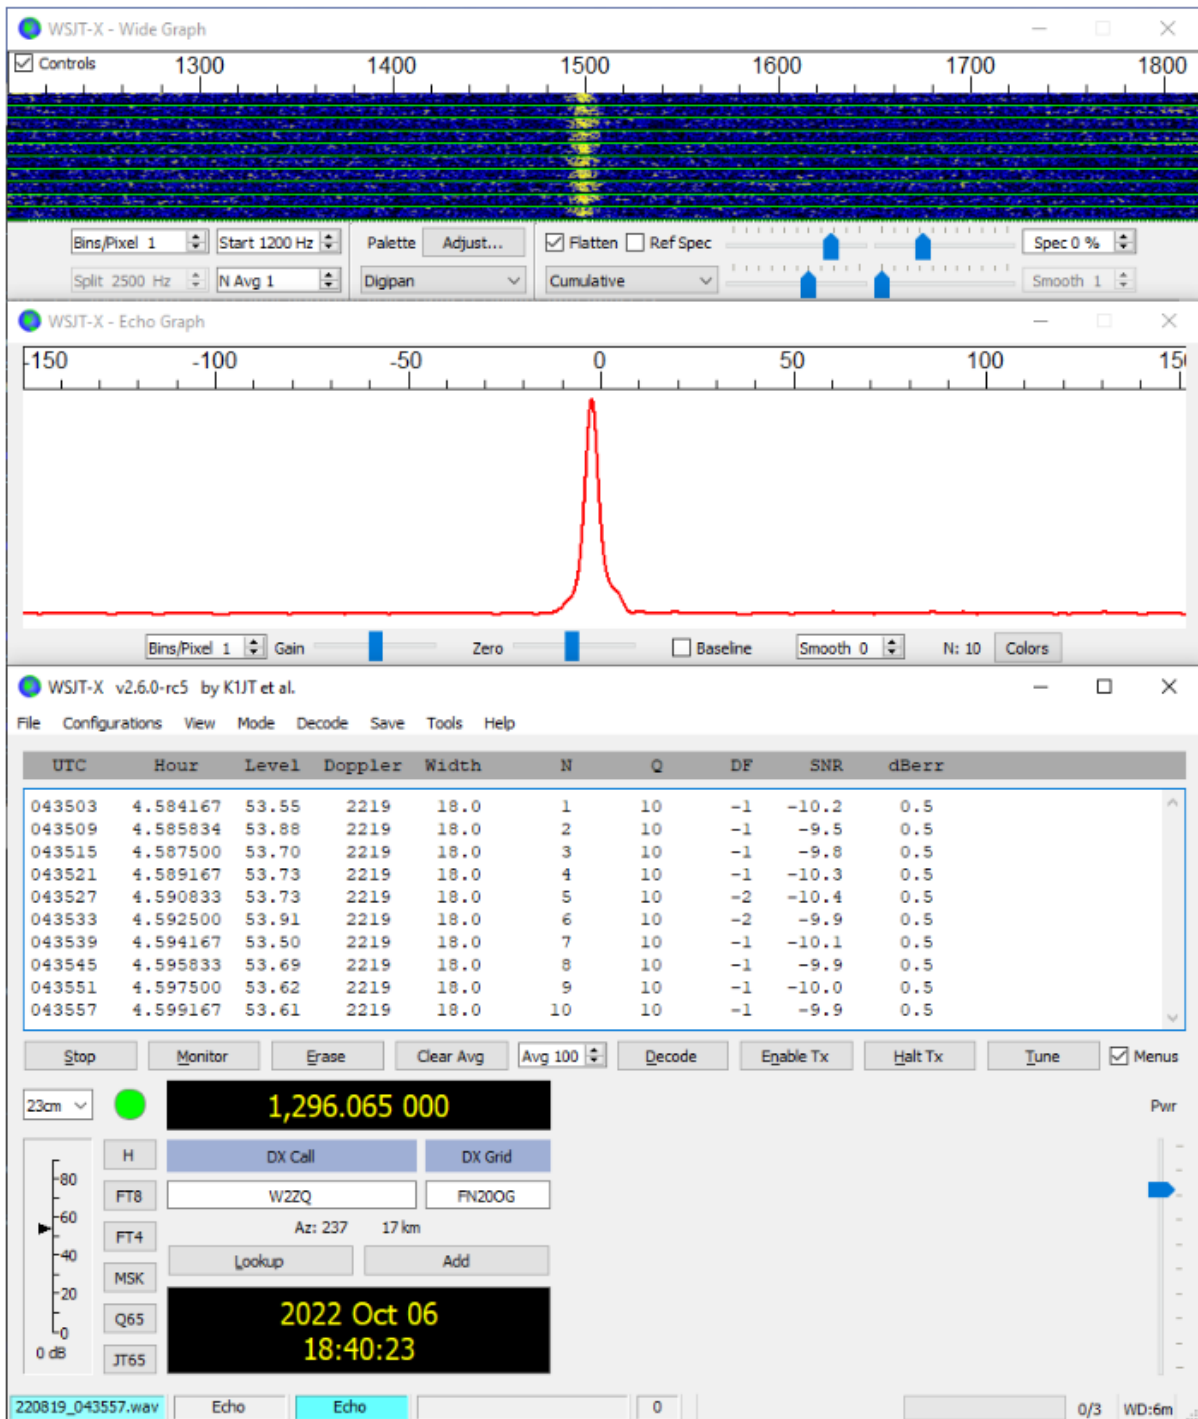 WSJT-X - Wide Graph
Controls 1300 1400 1500 1600 1700 1800
Bins/Pixel 1 Start 1200 Hz Palette Adjust... Flatten Ref Spec Spec 0 %
Split 2500 Hz N Avg 1 Digipan Cumulative Smooth 1
WSJT-X - Echo Graph
-150 -100 -50 0 50 100 15
Bins/Pixel 1 Gain Zero Baseline Smooth 0 N: 10 Colors
WSJT-X v2.6.0-rc5 by K1JT et al.
File Configurations View Mode Decode Save Tools Help
UTC Hour Level Doppler Width N Q DF SNR dBerr
043503 4.584167 53.55 2219 18.0 1 10 -1 -10.2 0.5
043509 4.585834 53.88 2219 18.0 2 10 -1 -9.5 0.5
043515 4.587500 53.70 2219 18.0 3 10 -1 -9.8 0.5
043521 4.589167 53.73 2219 18.0 4 10 -1 -10.3 0.5
043527 4.590833 53.73 2219 18.0 5 10 -2 -10.4 0.5
043533 4.592500 53.91 2219 18.0 6 10 -2 -9.9 0.5
043539 4.594167 53.50 2219 18.0 7 10 -1 -10.1 0.5
043545 4.595833 53.69 2219 18.0 8 10 -1 -9.9 0.5
043551 4.597500 53.62 2219 18.0 9 10 -1 -10.0 0.5
043557 4.599167 53.61 2219 18.0 10 10 -1 -9.9 0.5
Stop Monitor Erase Clear Avg Avg 100 Decode Enable Tx Halt Tx Tune Menus
23cm 1,296.065 000 Pwr
H DX Call DX Grid
-80
FT8 W2ZQ FN20OG
-60
FT4 Az: 237 17 km
-40
Lookup Add
MSK
-20
Q65 2022 Oct 06
-0
0 dB JT65 18:40:23
220819_043557.wav Echo Echo 0 0/3 WD:6m